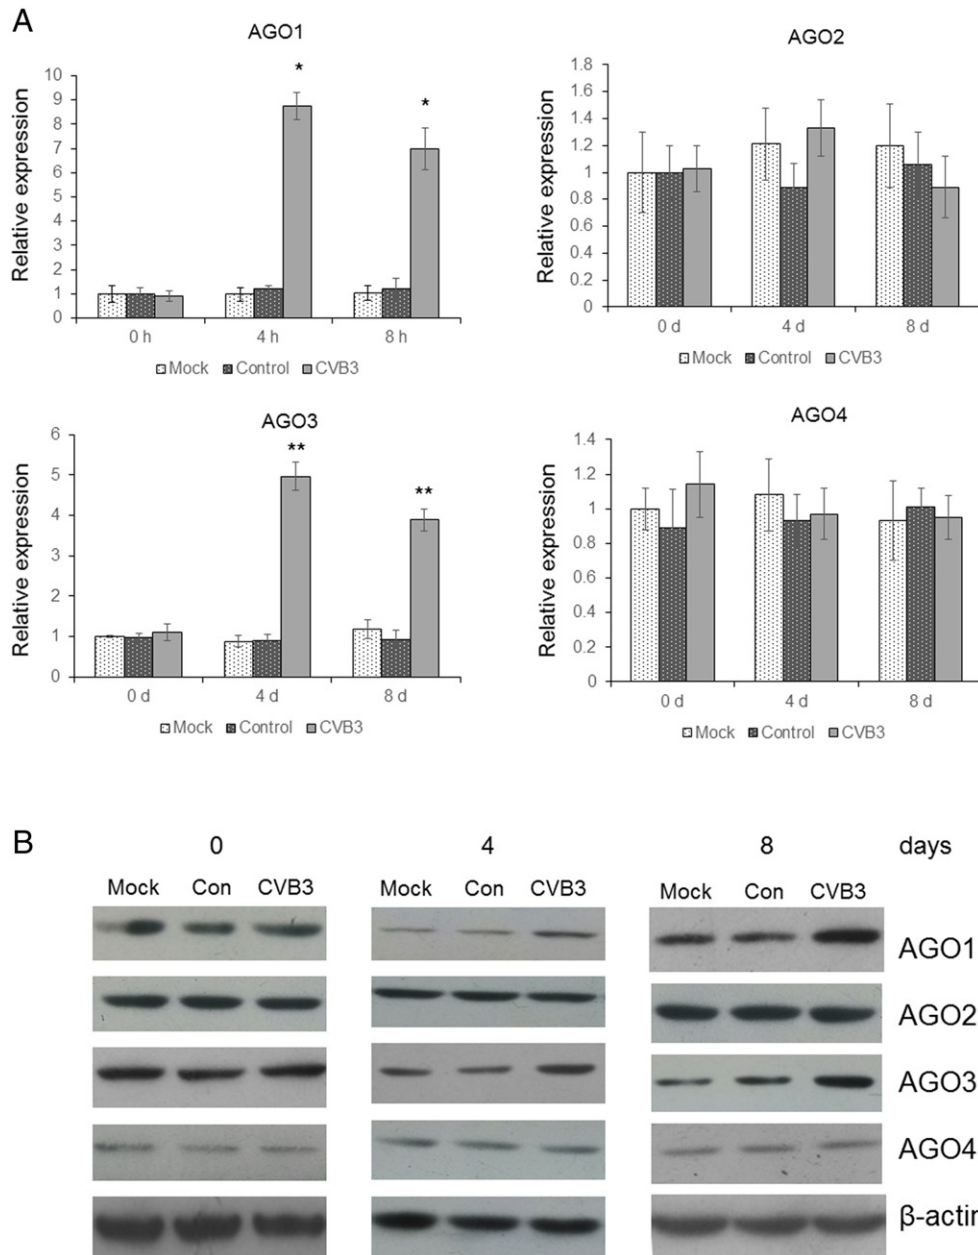 A
AGO1
Relative expression
10
9
8
7
6
5
4
3
2
1
0
*
*
0 h
4 h
8 h
Mock Control CVB3
AGO2
Relative expression
1.8
1.6
1.4
1.2
1
0.8
0.6
0.4
0.2
0
0 d
4 d
8 d
Mock Control CVB3
AGO3
Relative expression
6
5
4
3
2
1
0
**
**
0 d
4 d
8 d
Mock Control CVB3
AGO4
Relative expression
1.4
1.2
1
0.8
0.6
0.4
0.2
0
0 d
4 d
8 d
Mock Control CVB3
B
0 4 8 days
Mock Con CVB3 Mock Con CVB3 Mock Con CVB3
AGO1
AGO2
AGO3
AGO4
β-actin